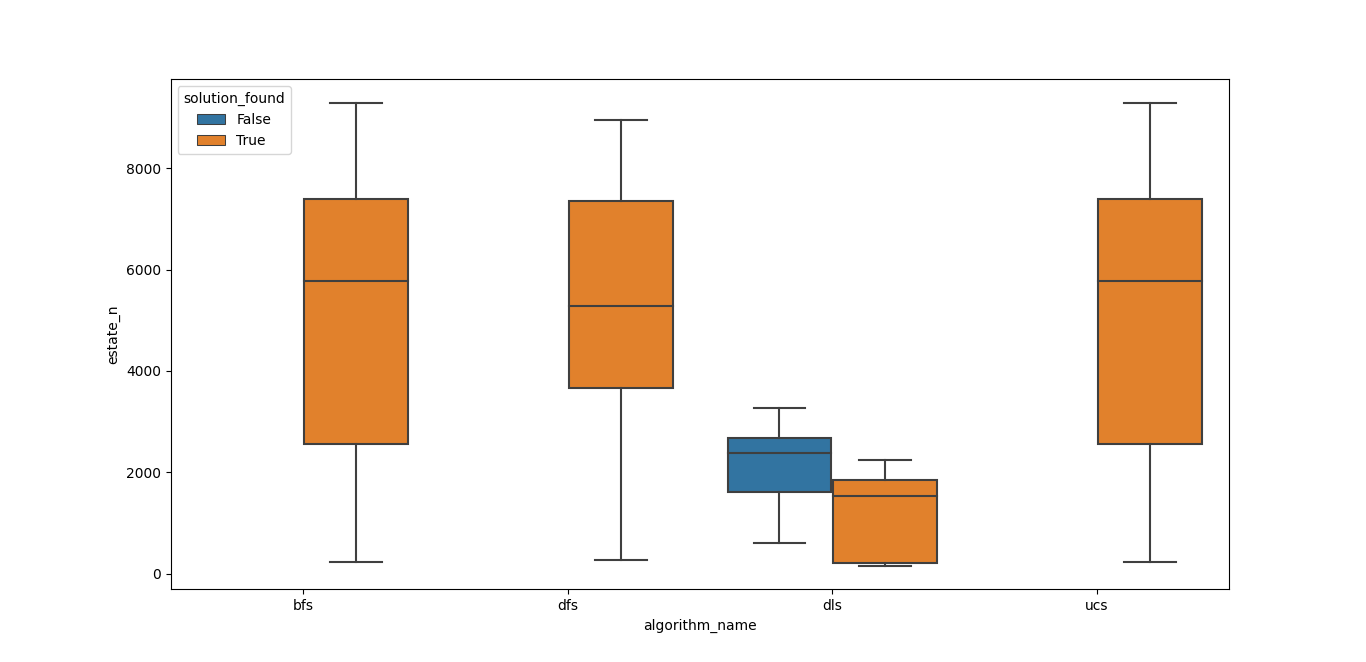 solution_found
False
True
8000
6000
4000
2000
0
estate_n
bfs
dfs
dls
ucs
algorithm_name